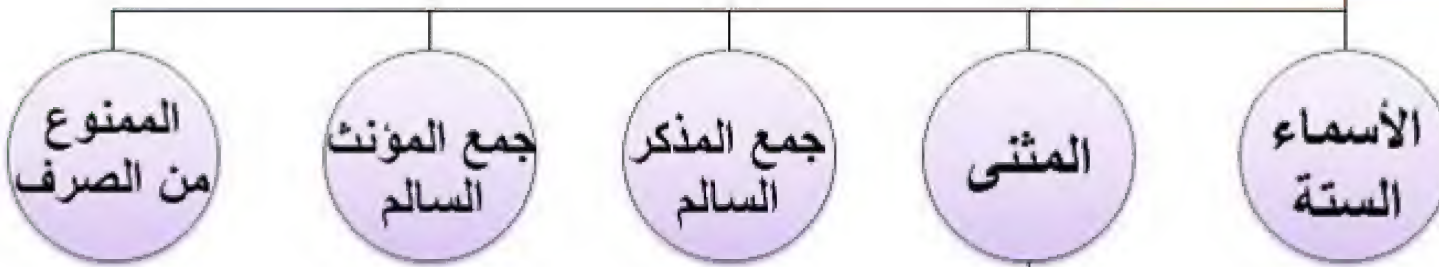 الأسماء
الستة
المثنى
جمع المذكر
السالم
جمع المؤنث
السالم
الممنوع
من الصرف